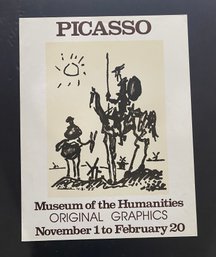 PICASSO
Museum of the Humanities
ORIGINAL GRAPHICS
November 1 to February 20